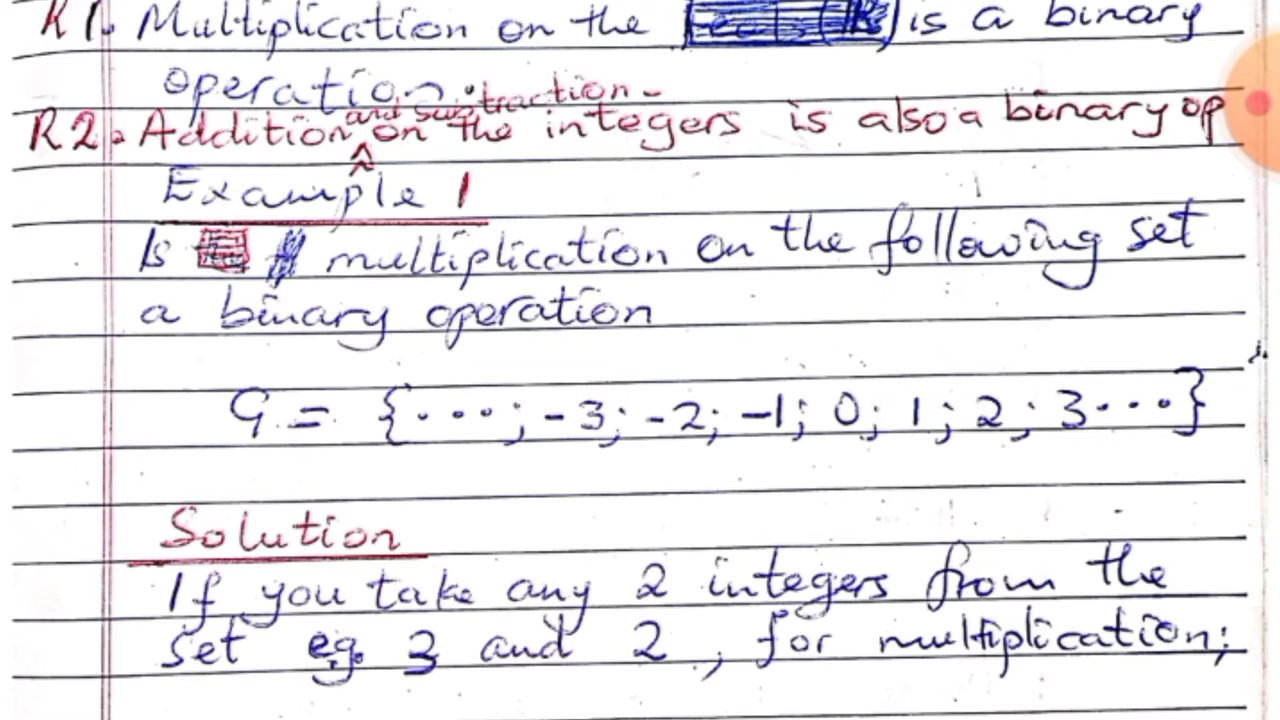 R1. Multiplication on the is a binary
operation.
and subtraction -
R2. Addition on the integers is also a binary op
Example 1
Is multiplication on the following set
a binary operation
G = {...; -3; -2; -1; 0; 1; 2; 3...}
Solution
If you take any 2 integers from the
set eg. 3 and 2, for multiplication;